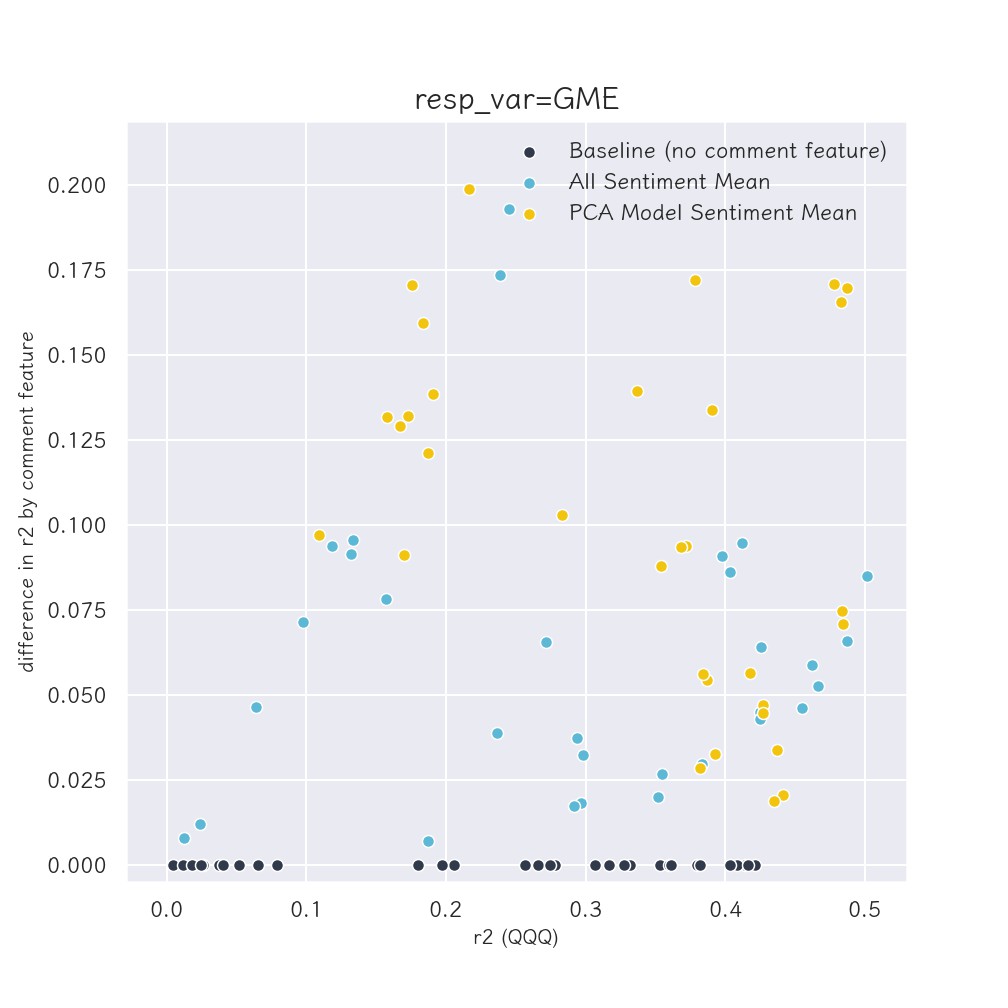 resp_var=GME
Baseline (no comment feature)
All Sentiment Mean
PCA Model Sentiment Mean
0.200
0.175
0.150
0.125
0.100
0.075
0.050
0.025
0.000
difference in r2 by comment feature
0.0 0.1 0.2 0.3 0.4 0.5
r2 (QQQ)